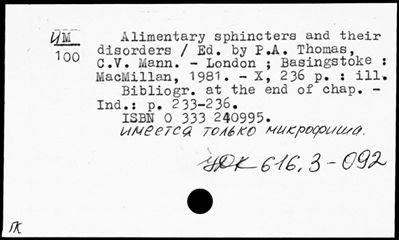 ЦМ
100
Alimentary sphincters and their
disorders / Ed. by P.A. Thomas,
C.V. Mann. - London ; Basingstoke :
MacMillan, 1981. - X, 236 p. : ill.
Bibliogr. at the end of chap. -
Ind.: p. 233-236.
ISBN 0 333 240995.
имеется только микрофиша.
УДК 616.3-092
ГК